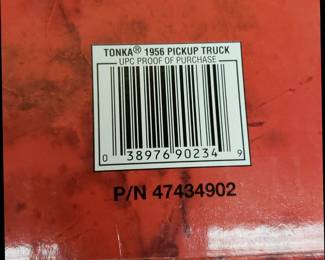 TONKA® 1956 PICKUP TRUCK
UPC PROOF OF PURCHASE
0 38976 90234 9
P/N 47434902